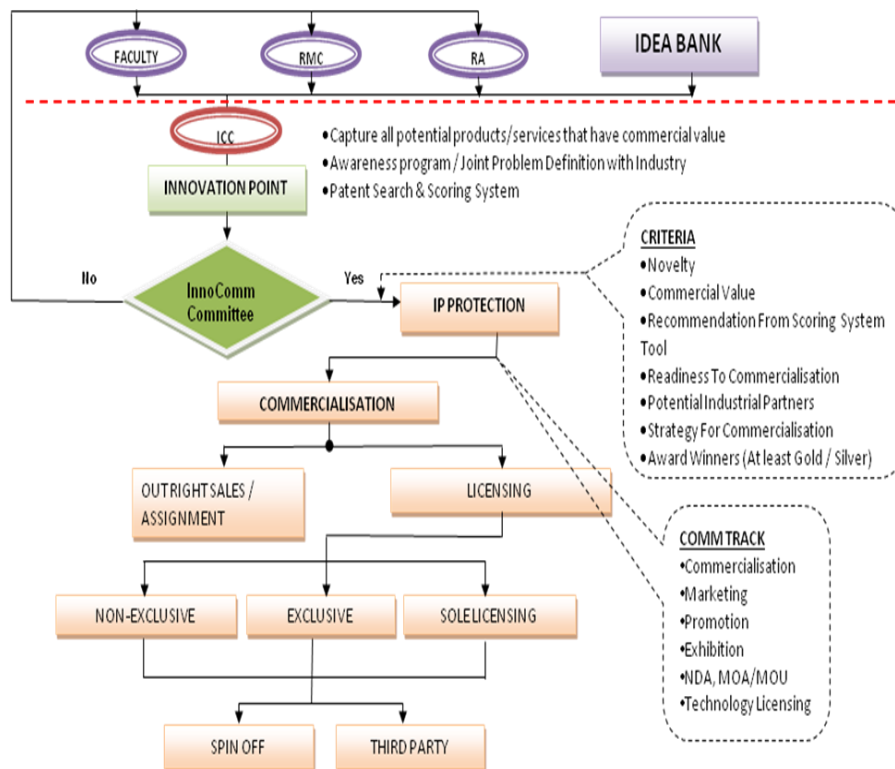 FACULTY
RMC
RA
IDEA BANK
ICC
•Capture all potential products/services that have commercial value
•Awareness program / Joint Problem Definition with Industry
•Patent Search & Scoring System
INNOVATION POINT
No
InnoComm
Committee
Yes
IP PROTECTION
CRITERIA
•Novelty
•Commercial Value
•Recommendation From Scoring System
Tool
•Readiness To Commercialisation
•Potential Industrial Partners
•Strategy For Commercialisation
•Award Winners (At least Gold / Silver)
COMMERCIALISATION
OUTRIGHT SALES /
ASSIGNMENT
LICENSING
COMM TRACK
•Commercialisation
•Marketing
•Promotion
•Exhibition
•NDA, MOA/MOU
•Technology Licensing
NON-EXCLUSIVE
EXCLUSIVE
SOLE LICENSING
SPIN OFF
THIRD PARTY